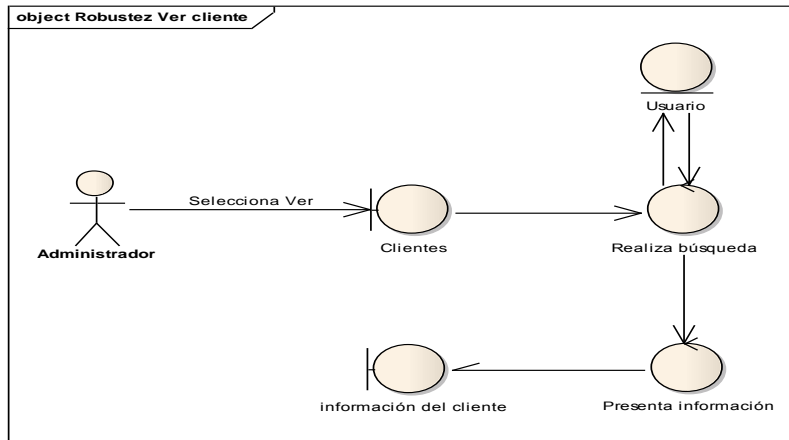 object Robustez Ver cliente
Usuario
Selecciona Ver
Administrador
Clientes
Realiza búsqueda
información del cliente
Presenta información